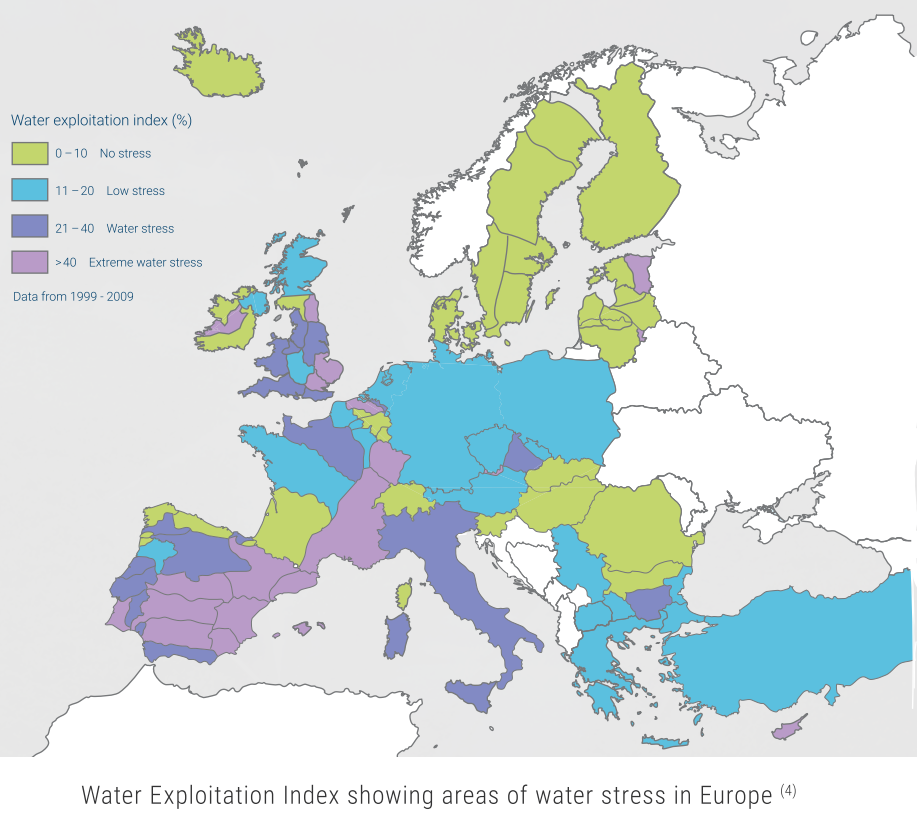 Water exploitation index (%)
0 – 10 No stress
11 – 20 Low stress
21 – 40 Water stress
>40 Extreme water stress
Data from 1999 - 2009
Water Exploitation Index showing areas of water stress in Europe (4)